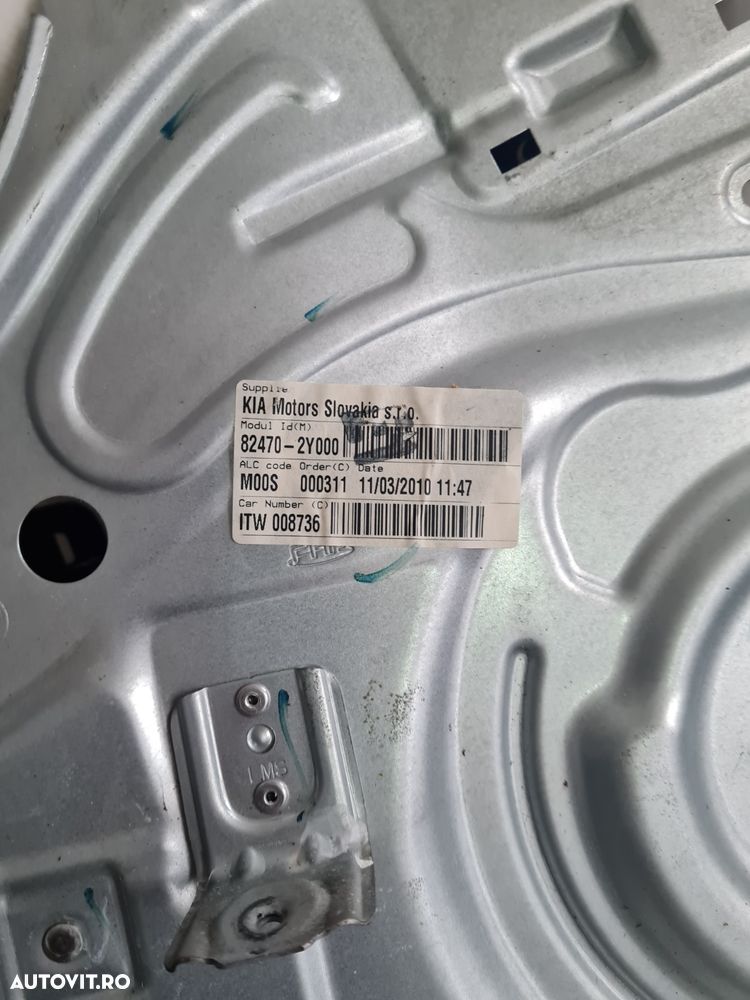 Supplie
KIA Motors Slovakia s.r.o.
Modul Id(M)
82470-2Y000
ALC code Order(C) Date
M00S 000311 11/03/2010 11:47
Car Number (C)
ITW 008736
LMS
AUTOVIT.RO